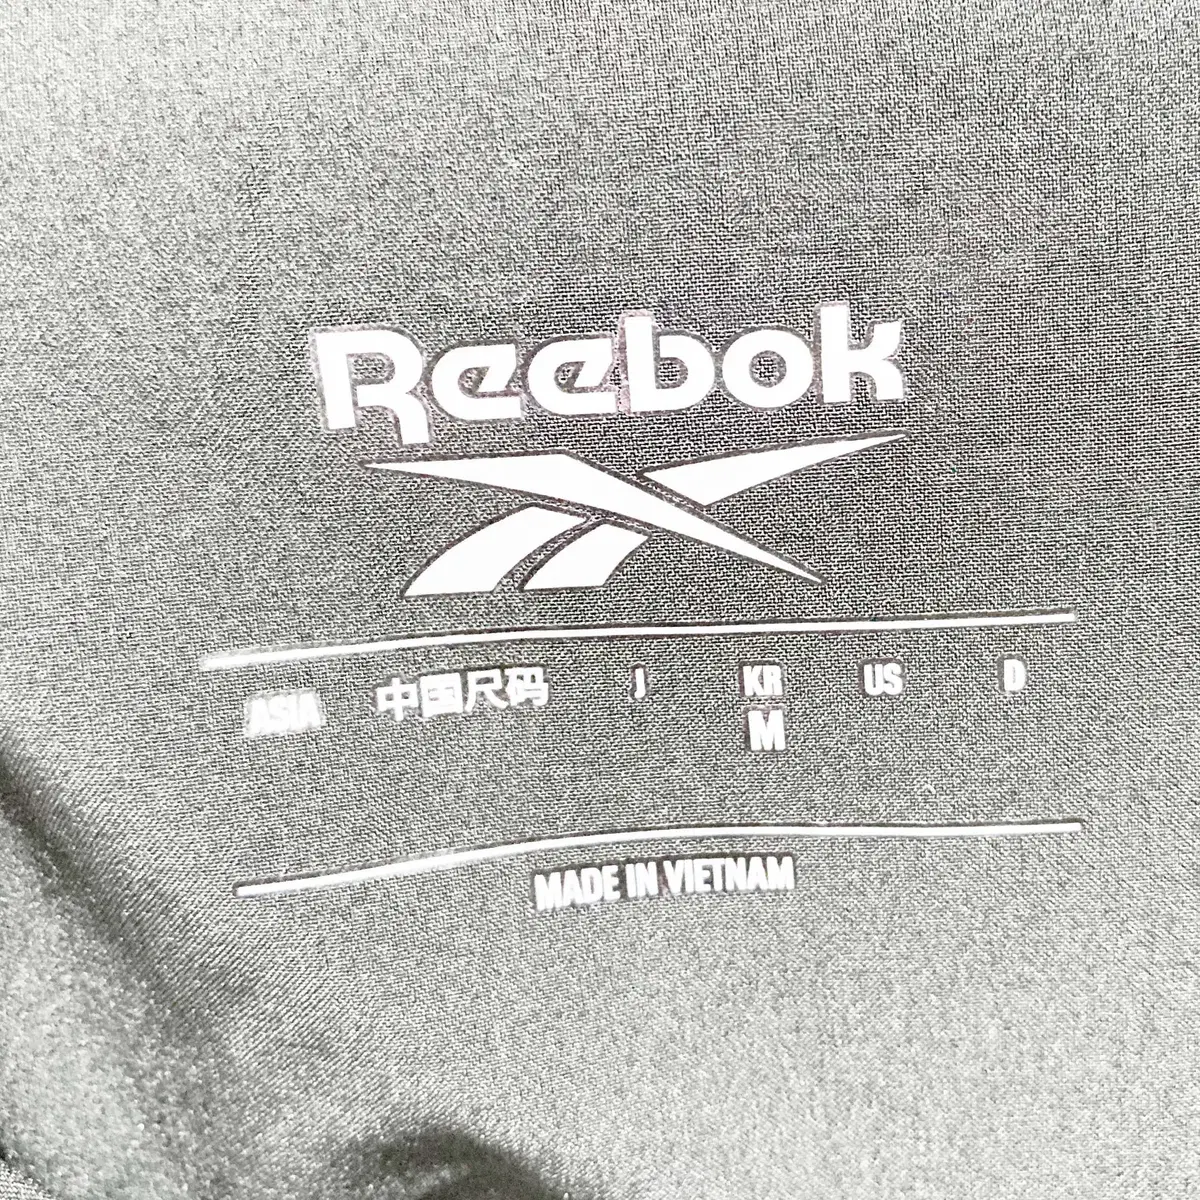 Reebok
ASIA 中国尺码 J KR US D
M
MADE IN VIETNAM